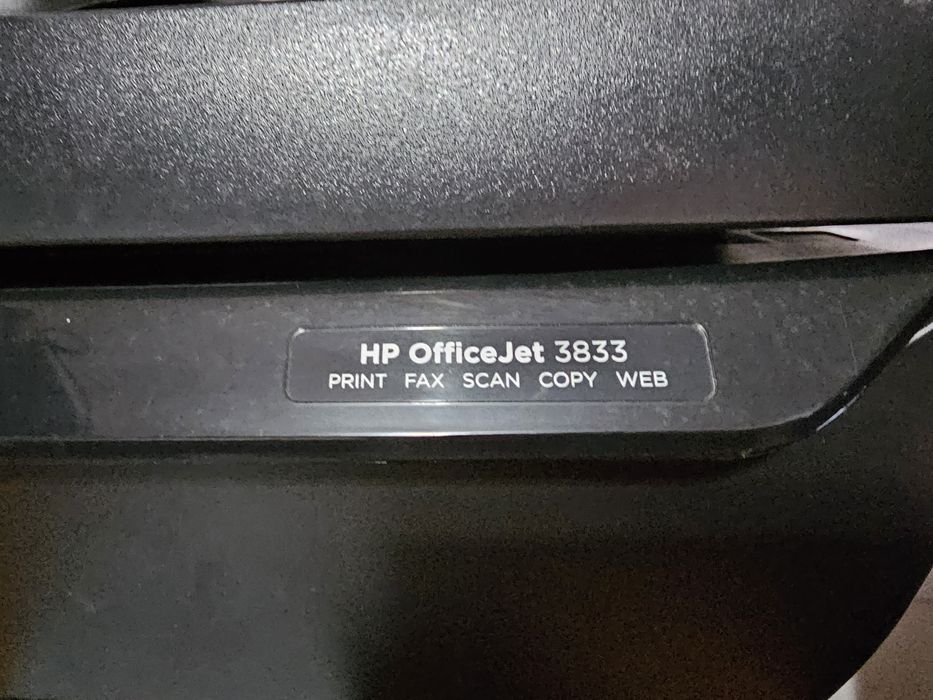 HP OfficeJet 3833
PRINT FAX SCAN COPY WEB